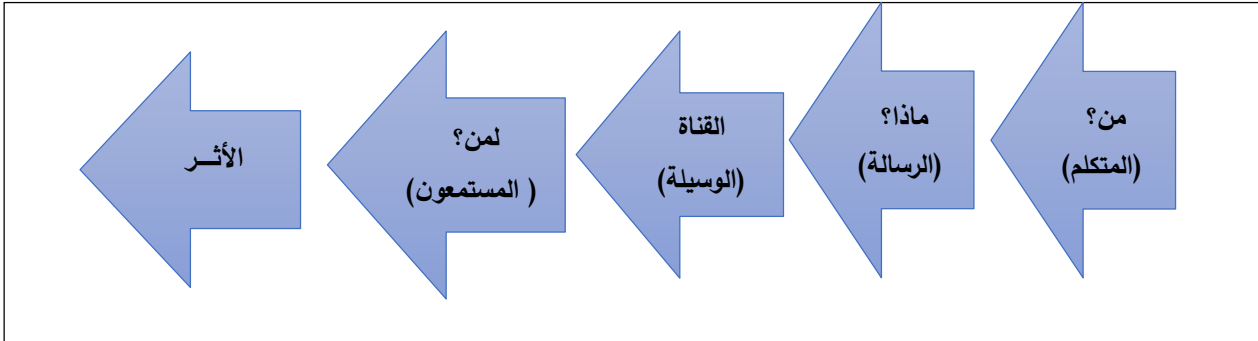 من؟
(المتكلم)
ماذا؟
(الرسالة)
القناة
(الوسيلة)
لمن؟
( المستمعون)
الأثــر